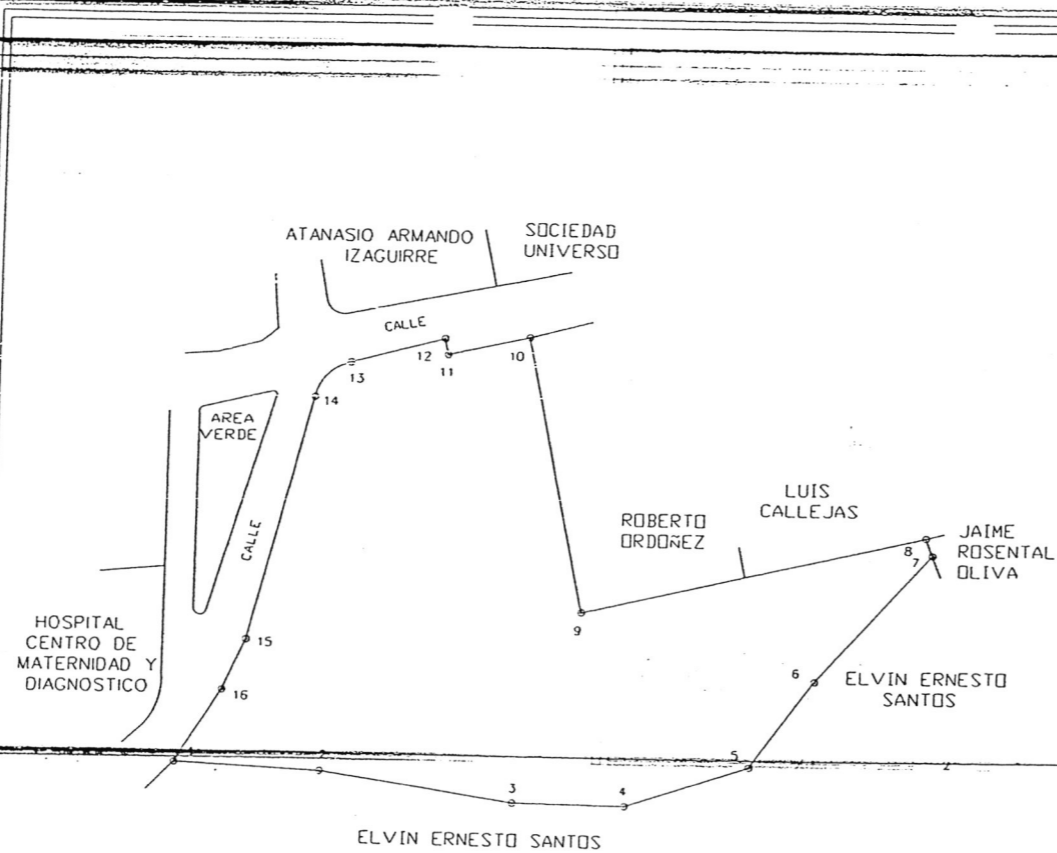 ATANASIO ARMANDO
IZAGUIRRE
SOCIEDAD
UNIVERSO
CALLE
12
11
10
13
14
AREA
VERDE
CALLE
LUIS
CALLEJAS
ROBERTO
ORDOÑEZ
8
7
JAIME
ROSENTAL
OLIVA
9
HOSPITAL
CENTRO DE
MATERNIDAD Y
DIAGNOSTICO
15
16
6
ELVIN ERNESTO
SANTOS
1
2
5
3
4
ELVIN ERNESTO SANTOS